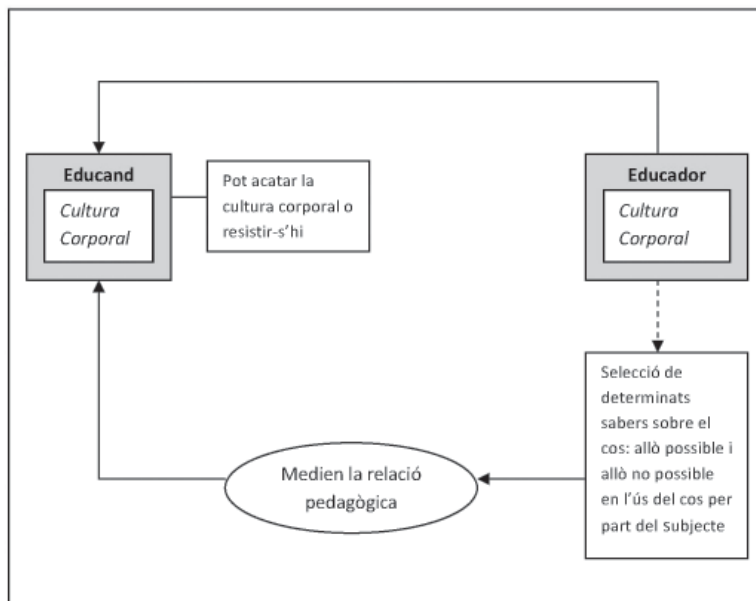 Educand
Cultura
Corporal
Pot acatar la
cultura corporal o
resistir-s'hi
Educador
Cultura
Corporal
Selecció de
determinats
sabers sobre el
cos: allò possible i
allò no possible
en l'ús del cos per
part del Subjecte
Medien la relació
pedagògica